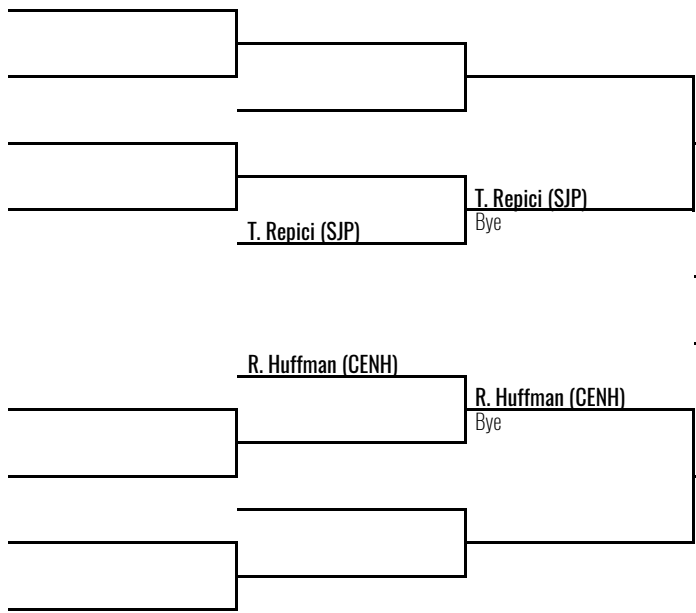 T. Repici (SJP)
Bye
T. Repici (SJP)
R. Huffman (CENH)
R. Huffman (CENH)
Bye